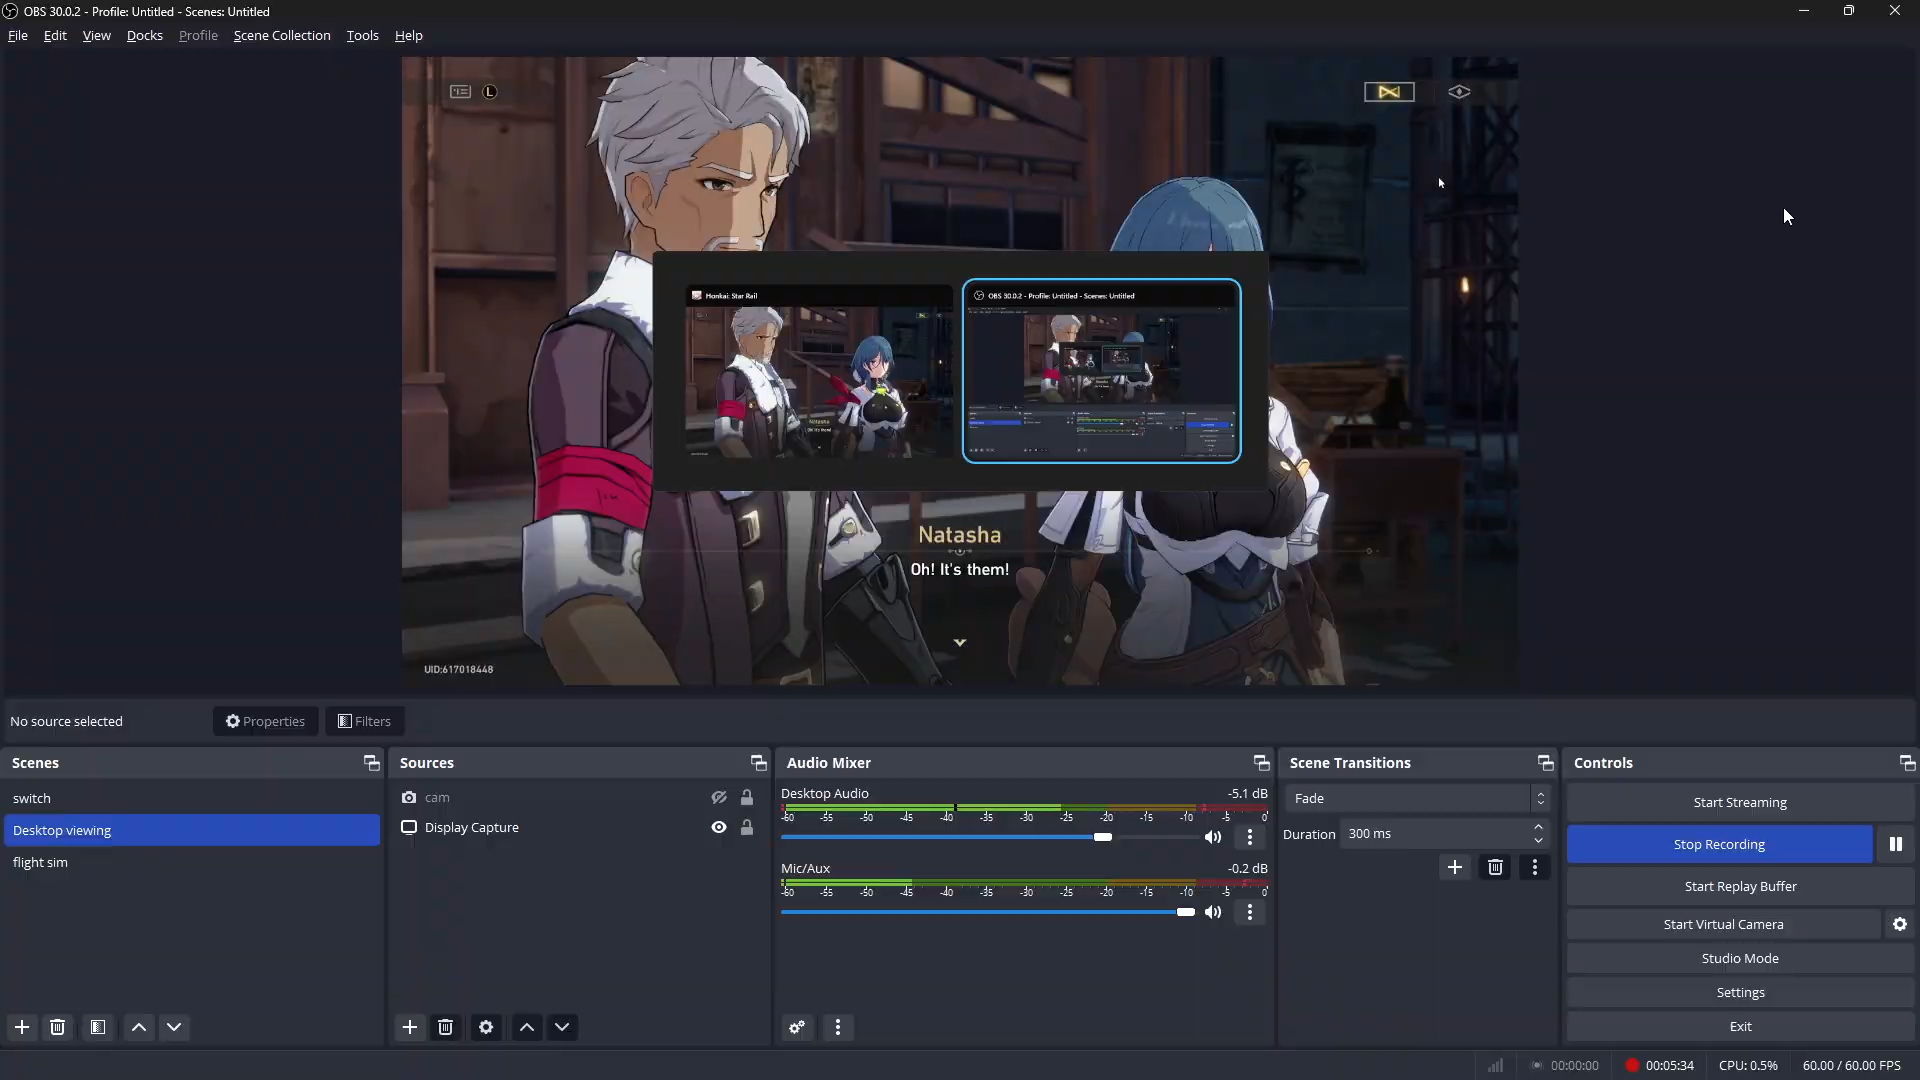 OBS 30.0.2 - Profile: Untitled - Scenes: Untitled
File Edit View Docks Profile Scene Collection Tools Help
L
Honkai: Star Rail
OBS 30.0.2 - Profile: Untitled - Scenes: Untitled
Natasha
Oh! It's them!
Natasha
Oh! It's them!
UID:617018448
No source selected Properties Filters
Scenes
switch
Desktop viewing
flight sim
Sources
cam
Display Capture
Audio Mixer
Desktop Audio -5.1 dB
-60 -55 -50 -45 -40 -35 -30 -25 -20 -15 -10 -5 0
Mic/Aux -0.2 dB
-60 -55 -50 -45 -40 -35 -30 -25 -20 -15 -10 -5 0
Scene Transitions
Fade
Duration 300 ms
Controls
Start Streaming
Stop Recording
Start Replay Buffer
Start Virtual Camera
Studio Mode
Settings
Exit
00:00:00 00:05:34 CPU: 0.5% 60.00 / 60.00 FPS